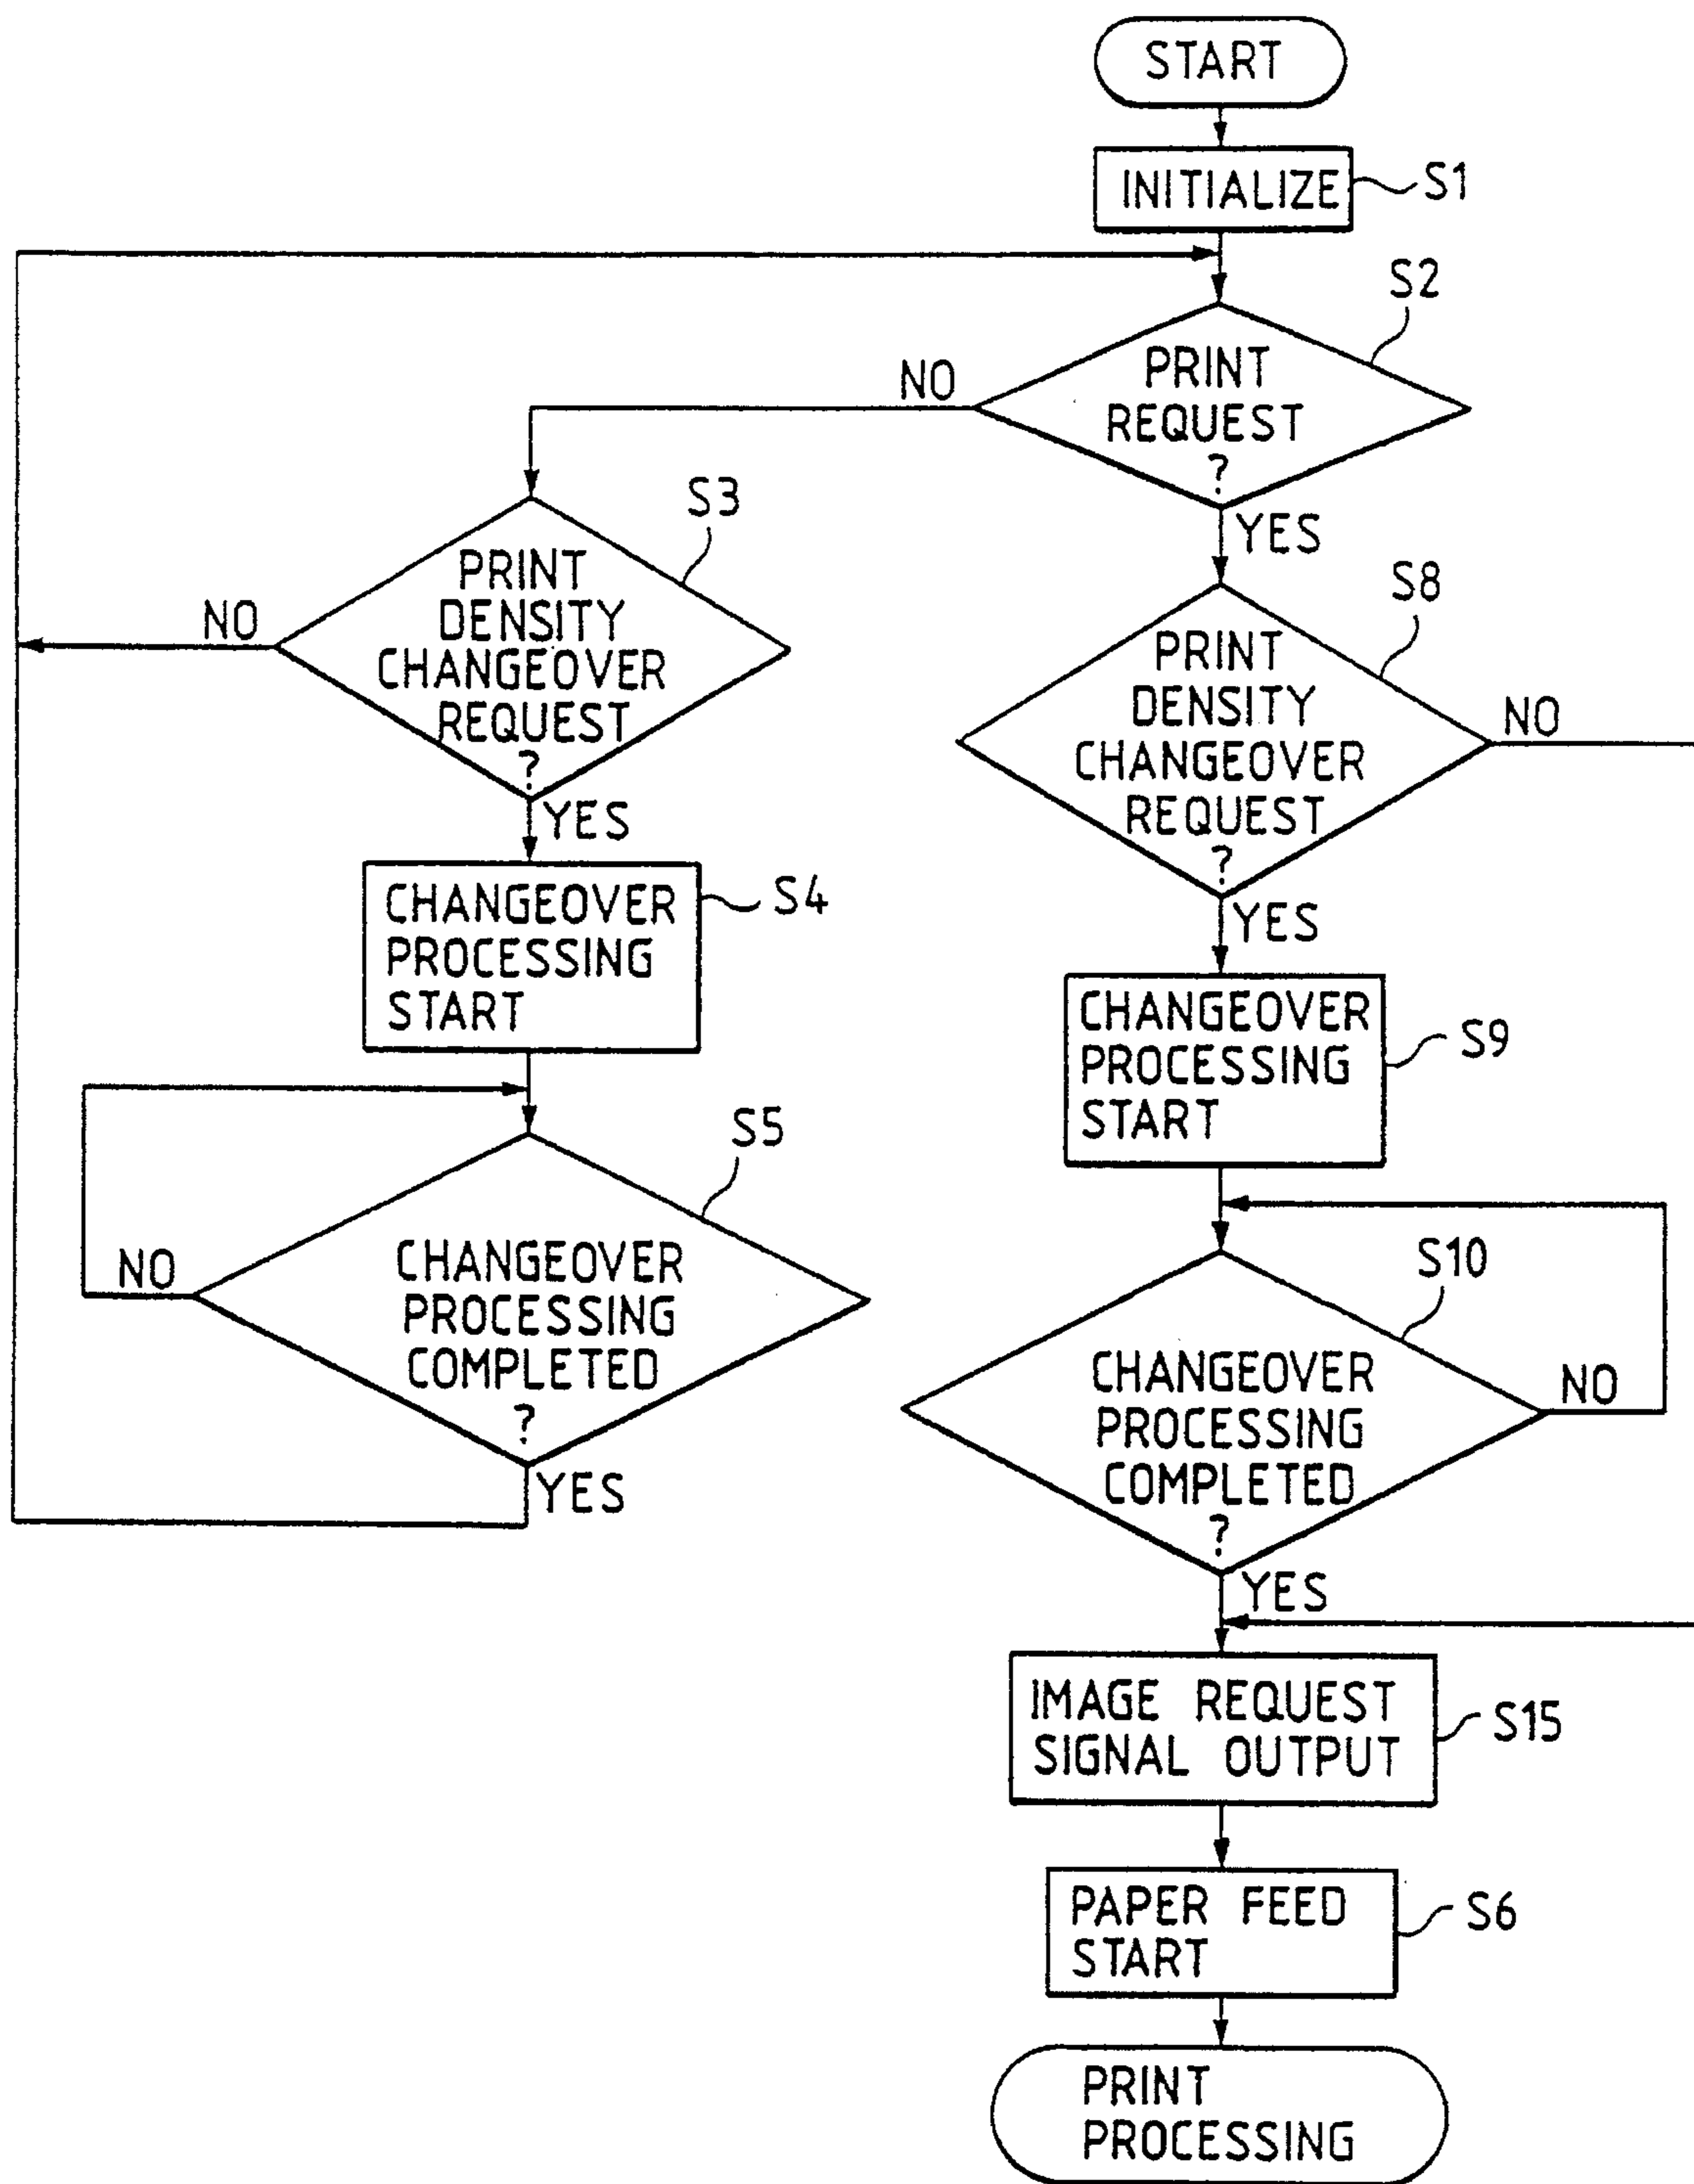 START
INITIALIZE
S1
S2
PRINT
REQUEST
?
NO
YES
S3
PRINT
DENSITY
CHANGEOVER
REQUEST
?
NO
YES
S8
PRINT
DENSITY
CHANGEOVER
REQUEST
?
NO
YES
CHANGEOVER
PROCESSING
START
S4
CHANGEOVER
PROCESSING
START
S9
S5
CHANGEOVER
PROCESSING
COMPLETED
?
NO
YES
S10
CHANGEOVER
PROCESSING
COMPLETED
?
NO
YES
IMAGE REQUEST
SIGNAL OUTPUT
S15
PAPER FEED
START
S6
PRINT
PROCESSING